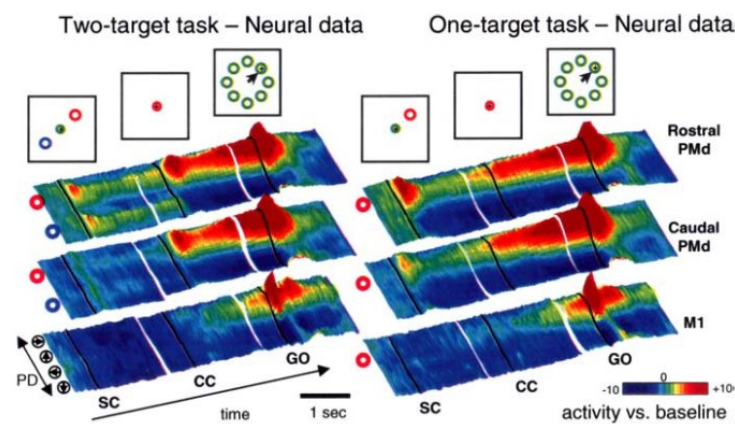 Two-target task – Neural data
One-target task – Neural data
Rostral
PMd
Caudal
PMd
M1
PD
SC
CC
GO
time
1 sec
SC
CC
GO
0
-10
+10
activity vs. baseline